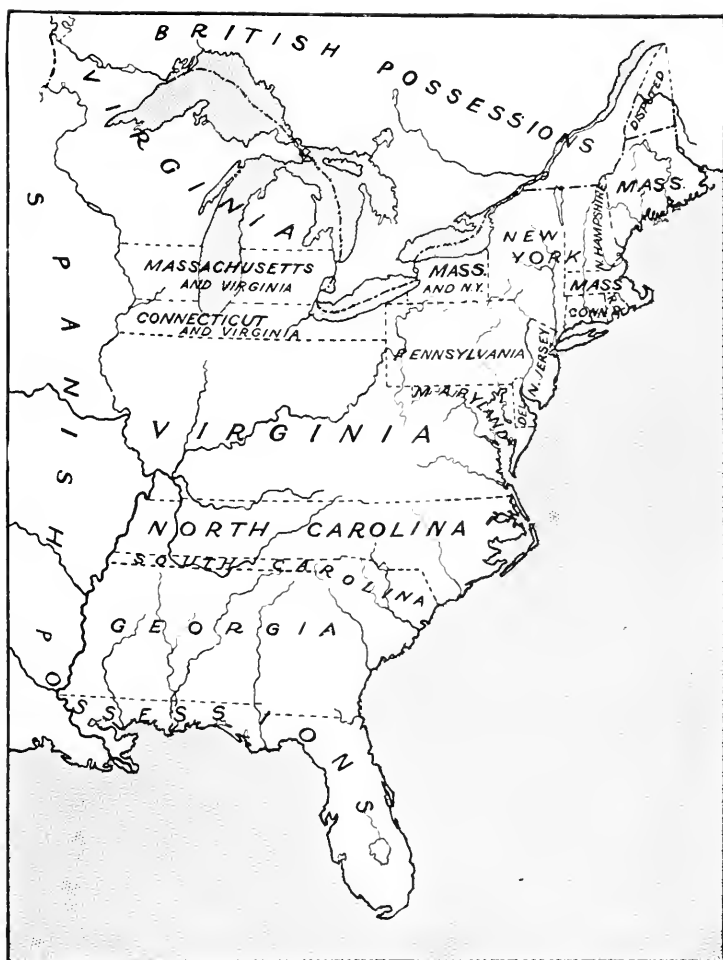 BRITISH POSSESSIONS
VIRGINIA
DISPUTED
MASS.
N. HAMPSHIRE
NEW
YORK
MASSACHUSETTS
AND VIRGINIA
MASS.
AND N.Y.
MASS
CONN.
R.I.
CONNECTICUT
AND VIRGINIA
PENNSYLVANIA
N. JERSEY
MARYLAND
DEL.
VIRGINIA
NORTH CAROLINA
SOUTH CAROLINA
GEORGIA
SPANISH POSSESSIONS